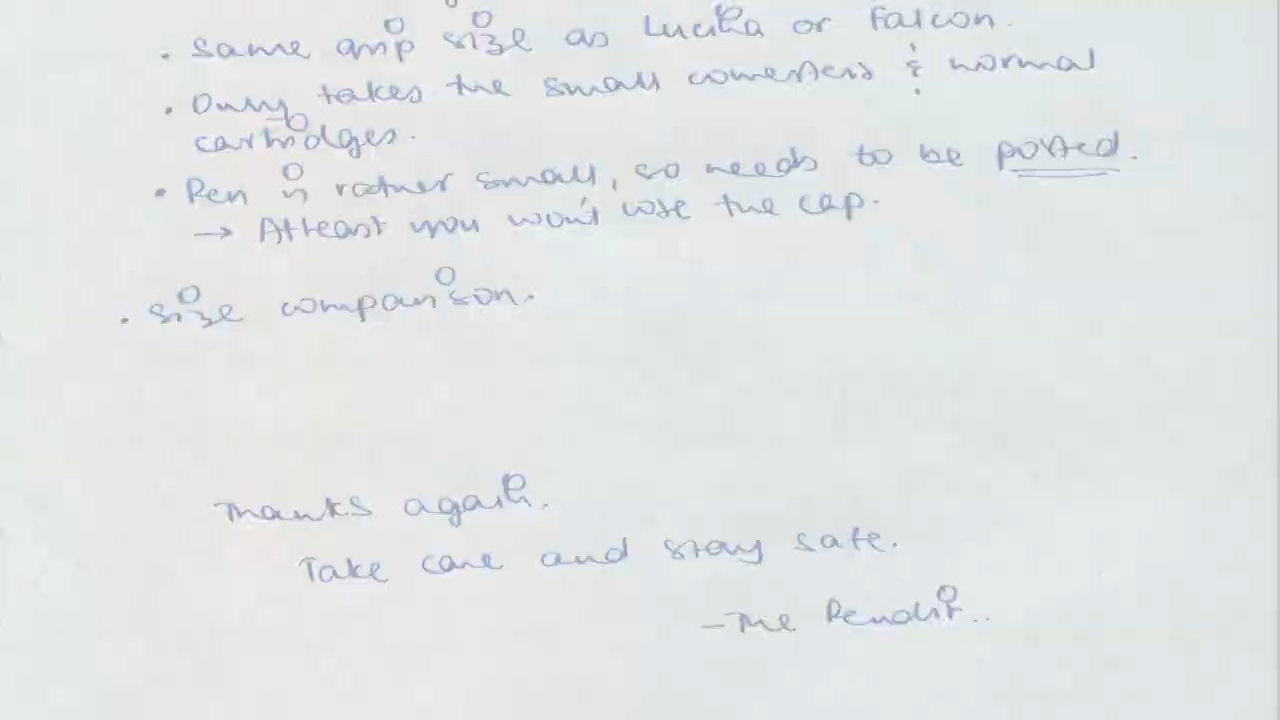 • Same grip size as Lucina or Falcon.
• Only takes the small converters & normal
cartridges.
• Pen is rather small, so needs to be posted.
→ Atleast you won't lose the cap.
• Size comparison.
Thanks again.
Take care and stay safe.
- The Pendit..